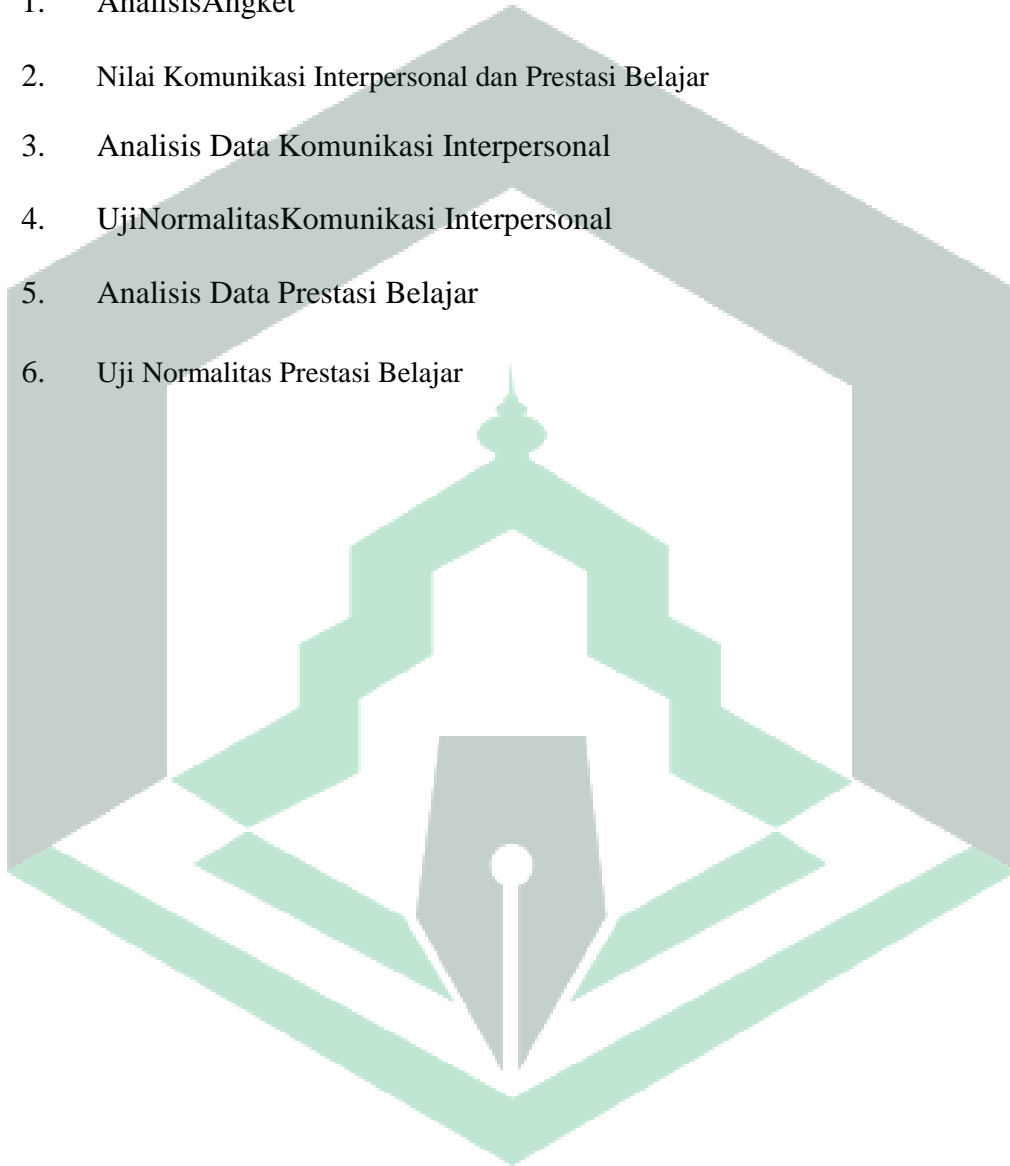 1. AnalisisAngket
2. Nilai Komunikasi Interpersonal dan Prestasi Belajar
3. Analisis Data Komunikasi Interpersonal
4. UjiNormalitasKomunikasi Interpersonal
5. Analisis Data Prestasi Belajar
6. Uji Normalitas Prestasi Belajar